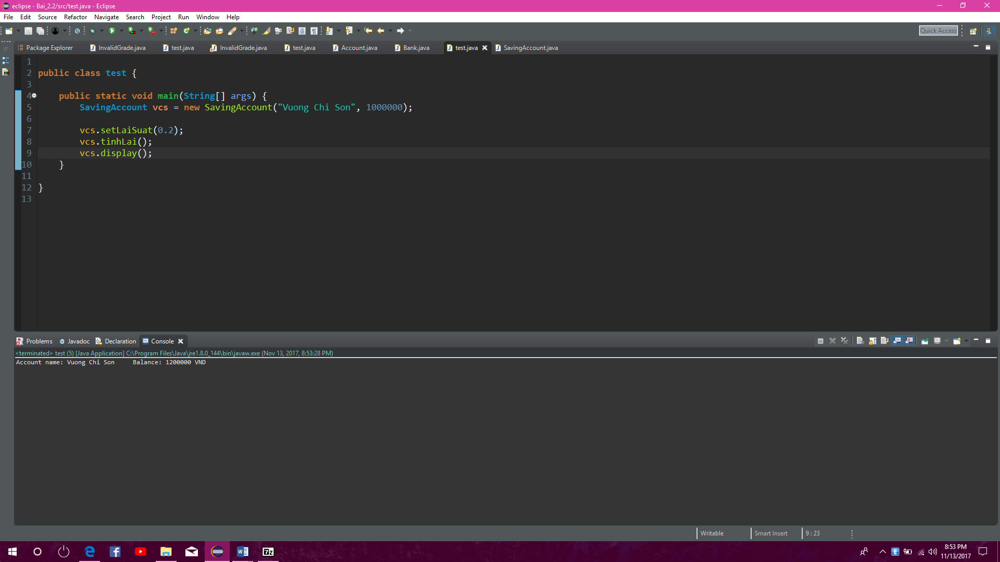 eclipse - Bai_2.2/src/test.java - Eclipse
File Edit Source Refactor Navigate Search Project Run Window Help
Quick Access
Package Explorer InvalidGrade.java test.java InvalidGrade.java test.java Account.java Bank.java test.java SavingAccount.java
1
2 public class test {
3
4 public static void main(String[] args) {
5 SavingAccount vcs = new SavingAccount("Vuong Chi Son", 1000000);
6
7 vcs.setLaiSuat(0.2);
8 vcs.tinhLai();
9 vcs.display();
10 }
11
12 }
13
Problems Javadoc Declaration Console
<terminated> test (5) [Java Application] C:\Program Files\Java\jre1.8.0_144\bin\javaw.exe (Nov 13, 2017, 8:53:28 PM)
Account name: Vuong Chi Son Balance: 1200000 VND
Writable Smart Insert 9 : 23
8:53 PM
11/13/2017